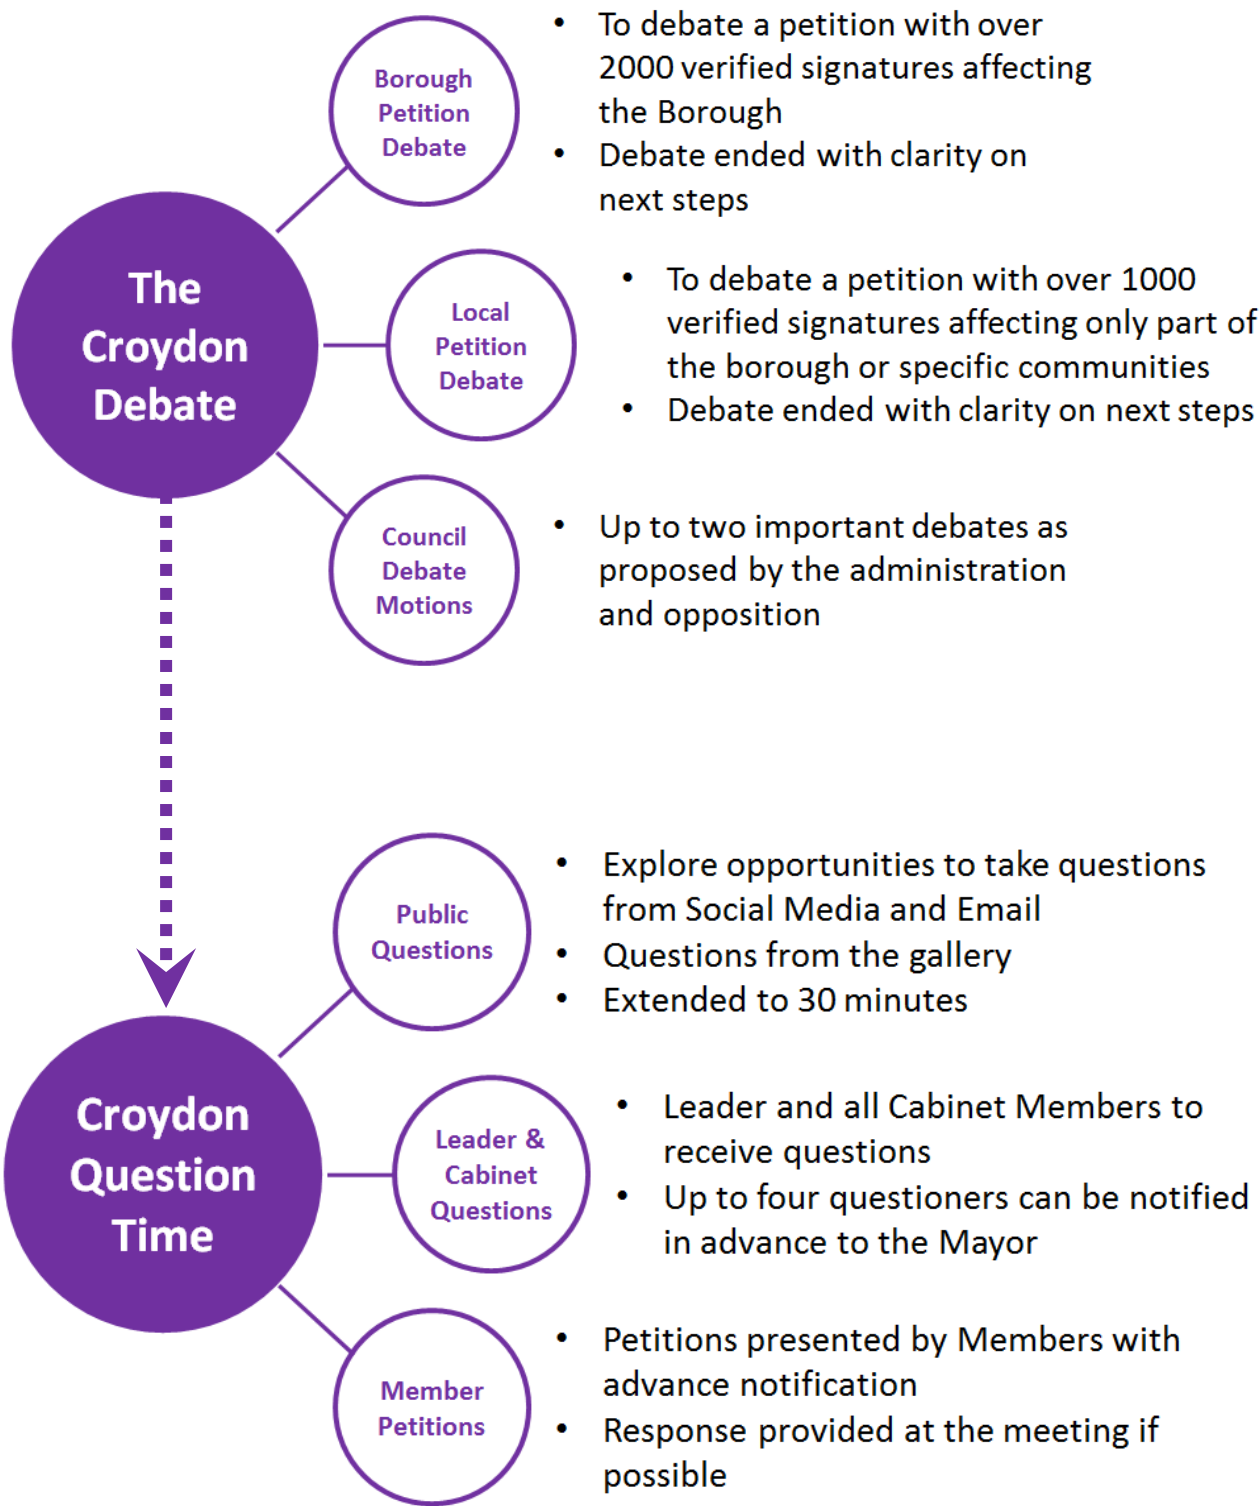 The
Croydon
Debate
Borough
Petition
Debate
• To debate a petition with over
2000 verified signatures affecting
the Borough
• Debate ended with clarity on
next steps
Local
Petition
Debate
• To debate a petition with over 1000
verified signatures affecting only part of
the borough or specific communities
• Debate ended with clarity on next steps
Council
Debate
Motions
• Up to two important debates as
proposed by the administration
and opposition
Croydon
Question
Time
Public
Questions
• Explore opportunities to take questions
from Social Media and Email
• Questions from the gallery
• Extended to 30 minutes
Leader &
Cabinet
Questions
• Leader and all Cabinet Members to
receive questions
• Up to four questioners can be notified
in advance to the Mayor
Member
Petitions
• Petitions presented by Members with
advance notification
• Response provided at the meeting if
possible